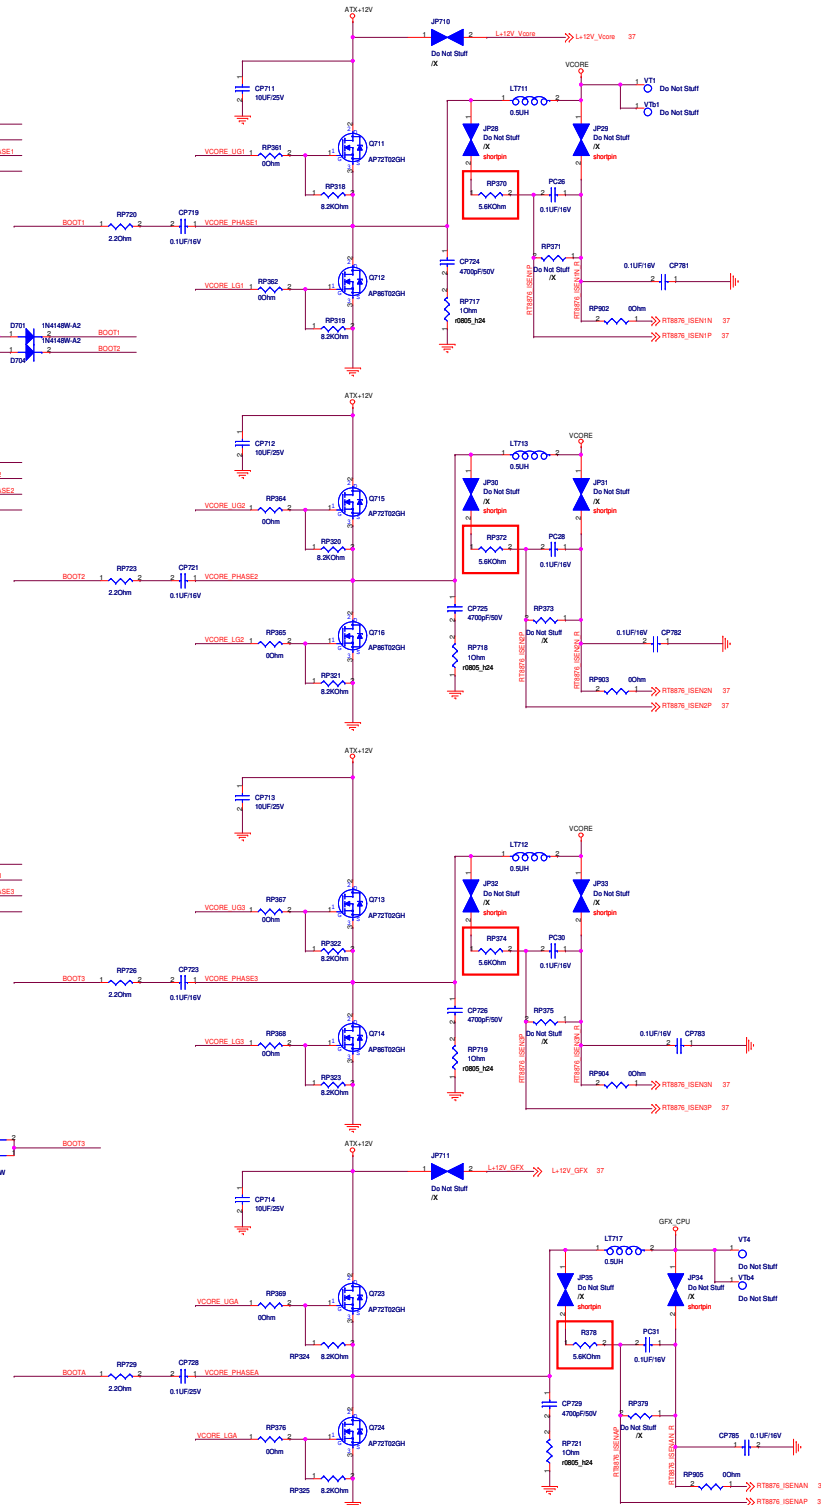 ATX+12V
JP710
1 2 L+12V_Vcore L+12V_Vcore 37
Do Not Stuff
/X
CP711
10UF/25V
VCORE
LT711
0.5UH
VT1
Do Not Stuff
VTb1
Do Not Stuff
Q711
AP72T02GH
VCORE_UG1 RP361
0Ohm
RP318
8.2KOhm
JP28
Do Not Stuff
/X
shortpin
JP29
Do Not Stuff
/X
shortpin
RP370
5.6KOhm
PC26
0.1UF/16V
BOOT1 RP720
2.2Ohm
CP719
0.1UF/16V
VCORE_PHASE1
CP724
4700pF/50V
RP371
Do Not Stuff
/X
RT8876_ISEN1P
RT8876_ISEN1N_R
0.1UF/16V CP781
VCORE_LG1 RP362
0Ohm
Q712
AP86T02GH
RP319
8.2KOhm
RP717
1Ohm
r0805_h24
RP902 0Ohm
RT8876_ISEN1N 37
RT8876_ISEN1P 37
D701 1N4148W-A2 BOOT1
1N4148W-A2 BOOT2
D704
ATX+12V
CP712
10UF/25V
VCORE
LT713
0.5UH
ASE2
VCORE_UG2 RP364
0Ohm
Q715
AP72T02GH
RP320
8.2KOhm
JP30
Do Not Stuff
/X
shortpin
JP31
Do Not Stuff
/X
shortpin
RP372
5.6KOhm
PC28
0.1UF/16V
BOOT2 RP723
2.2Ohm
CP721
0.1UF/16V
VCORE_PHASE2
CP725
4700pF/50V
RP373
Do Not Stuff
/X
RT8876_ISEN2P
RT8876_ISEN2N_R
0.1UF/16V CP782
VCORE_LG2 RP365
0Ohm
Q716
AP86T02GH
RP321
8.2KOhm
RP718
1Ohm
r0805_h24
RP903 0Ohm
RT8876_ISEN2N 37
RT8876_ISEN2P 37
ATX+12V
CP713
10UF/25V
VCORE
LT712
0.5UH
ASE3
VCORE_UG3 RP367
0Ohm
Q713
AP72T02GH
RP322
8.2KOhm
JP32
Do Not Stuff
/X
shortpin
JP33
Do Not Stuff
/X
shortpin
RP374
5.6KOhm
PC30
0.1UF/16V
BOOT3 RP726
2.2Ohm
CP723
0.1UF/16V
VCORE_PHASE3
CP726
4700pF/50V
RP375
Do Not Stuff
/X
RT8876_ISEN3P
RT8876_ISEN3N_R
0.1UF/16V CP783
VCORE_LG3 RP368
0Ohm
Q714
AP86T02GH
RP323
8.2KOhm
RP719
1Ohm
r0805_h24
RP904 0Ohm
RT8876_ISEN3N 37
RT8876_ISEN3P 37
BOOT3
ATX+12V
JP711
1 2 L+12V_GFX L+12V_GFX 37
Do Not Stuff
/X
CP714
10UF/25V
GFX_CPU
LT717
0.5UH
VT4
Do Not Stuff
VTb4
Do Not Stuff
VCORE_UGA RP369
0Ohm
Q723
AP72T02GH
RP324 8.2KOhm
JP35
Do Not Stuff
/X
shortpin
JP34
Do Not Stuff
/X
shortpin
R378
5.6KOhm
PC31
0.1UF/16V
BOOTA RP729
2.2Ohm
CP728
0.1UF/25V
VCORE_PHASEA
CP729
4700pF/50V
RP379
Do Not Stuff
/X
RT8876_ISENAP
RT8876_ISENAN_R
CP785 0.1UF/16V
VCORE_LGA RP376
0Ohm
Q724
AP72T02GH
RP325 8.2KOhm
RP721
1Ohm
r0805_h24
RP905 0Ohm
RT8876_ISENAN 3
RT8876_ISENAP 3